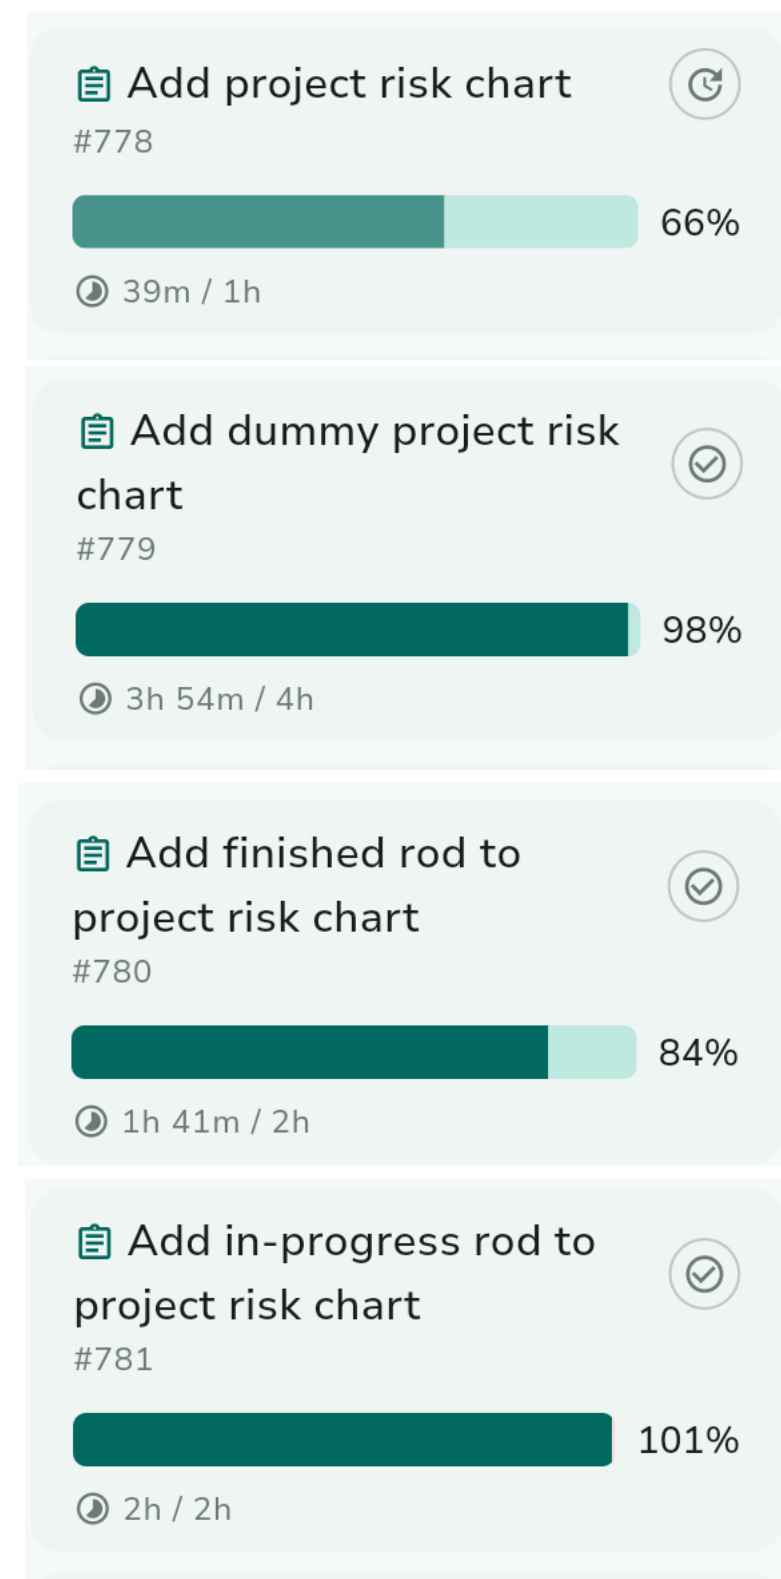 Add project risk chart
#778
66%
39m / 1h
Add dummy project risk
chart
#779
98%
3h 54m / 4h
Add finished rod to
project risk chart
#780
84%
1h 41m / 2h
Add in-progress rod to
project risk chart
#781
101%
2h / 2h